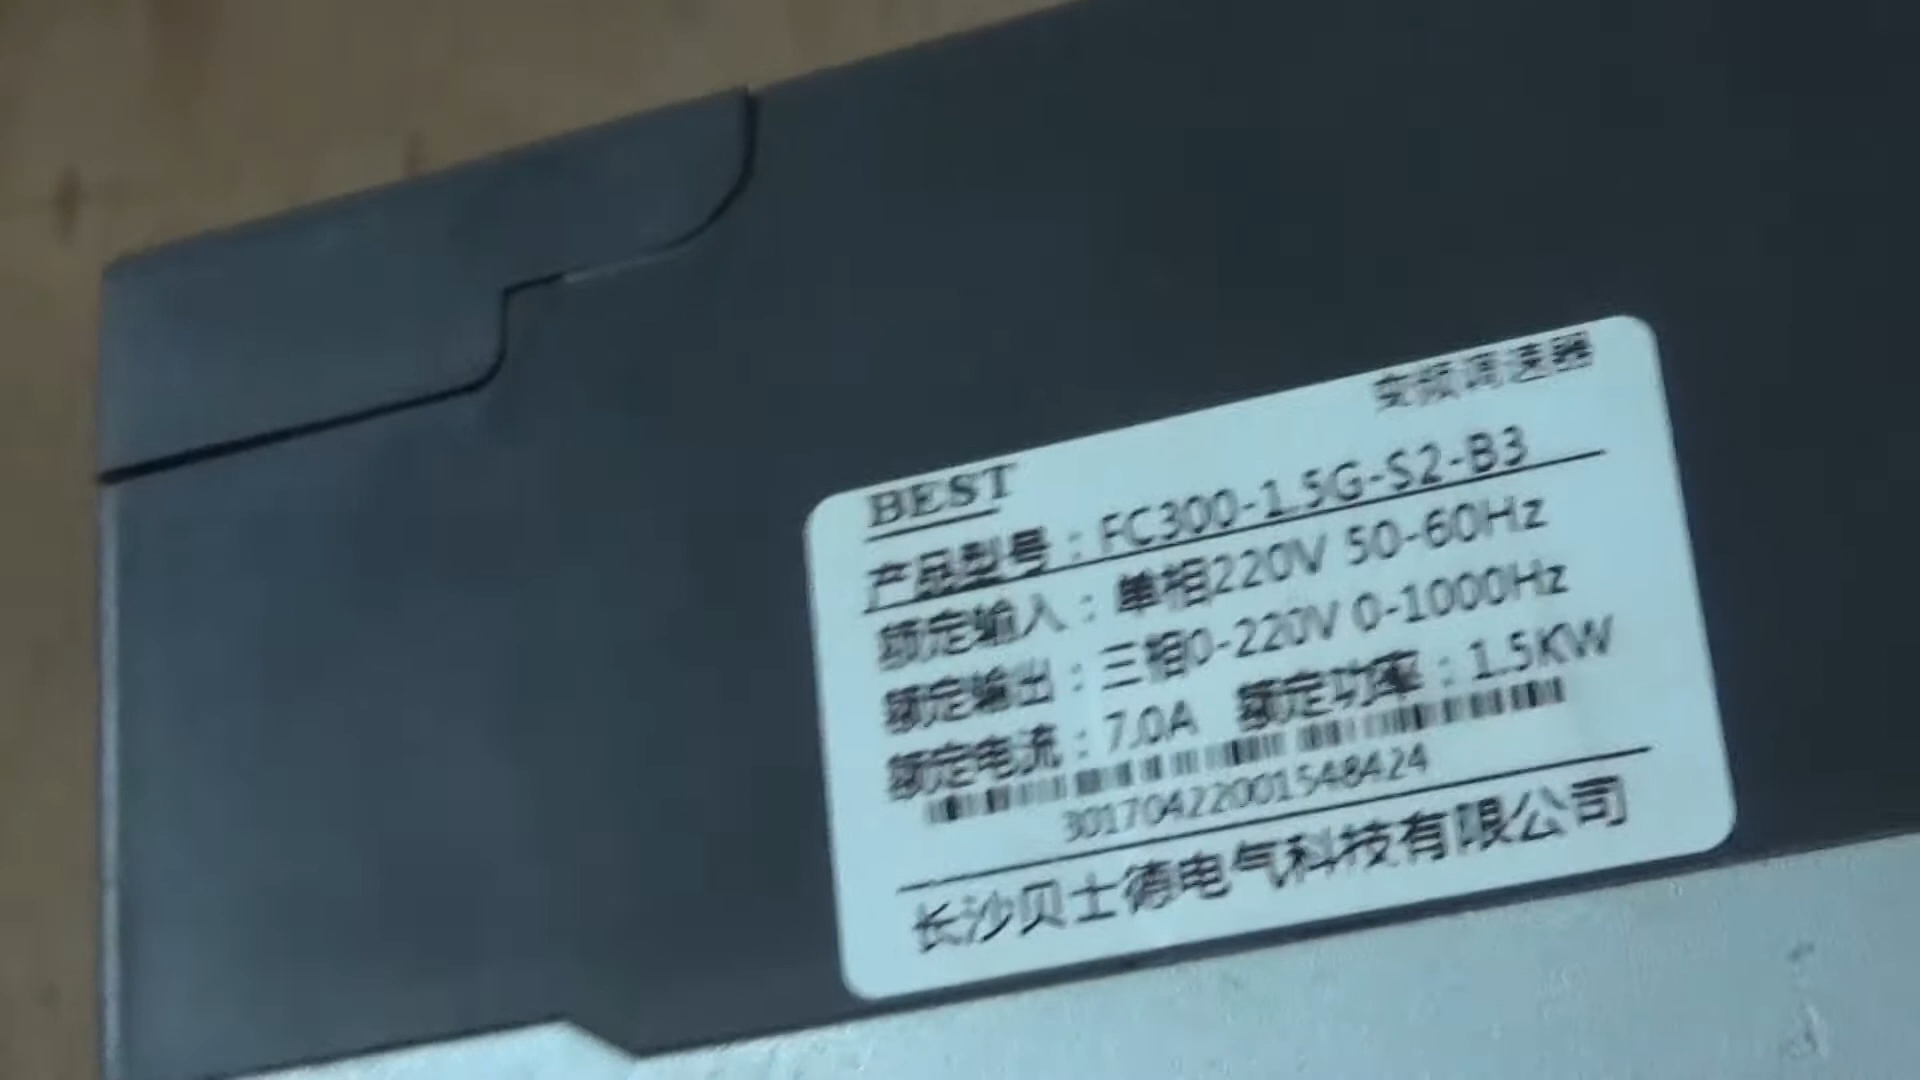 变频调速器
BEST
产品型号：FC300-1.5G-S2-B3
额定输入：单相220V 50-60Hz
额定输出：三相0-220V 0-1000Hz
额定电流：7.0A 额定功率：1.5KW
30170422001548424
长沙贝士德电气科技有限公司